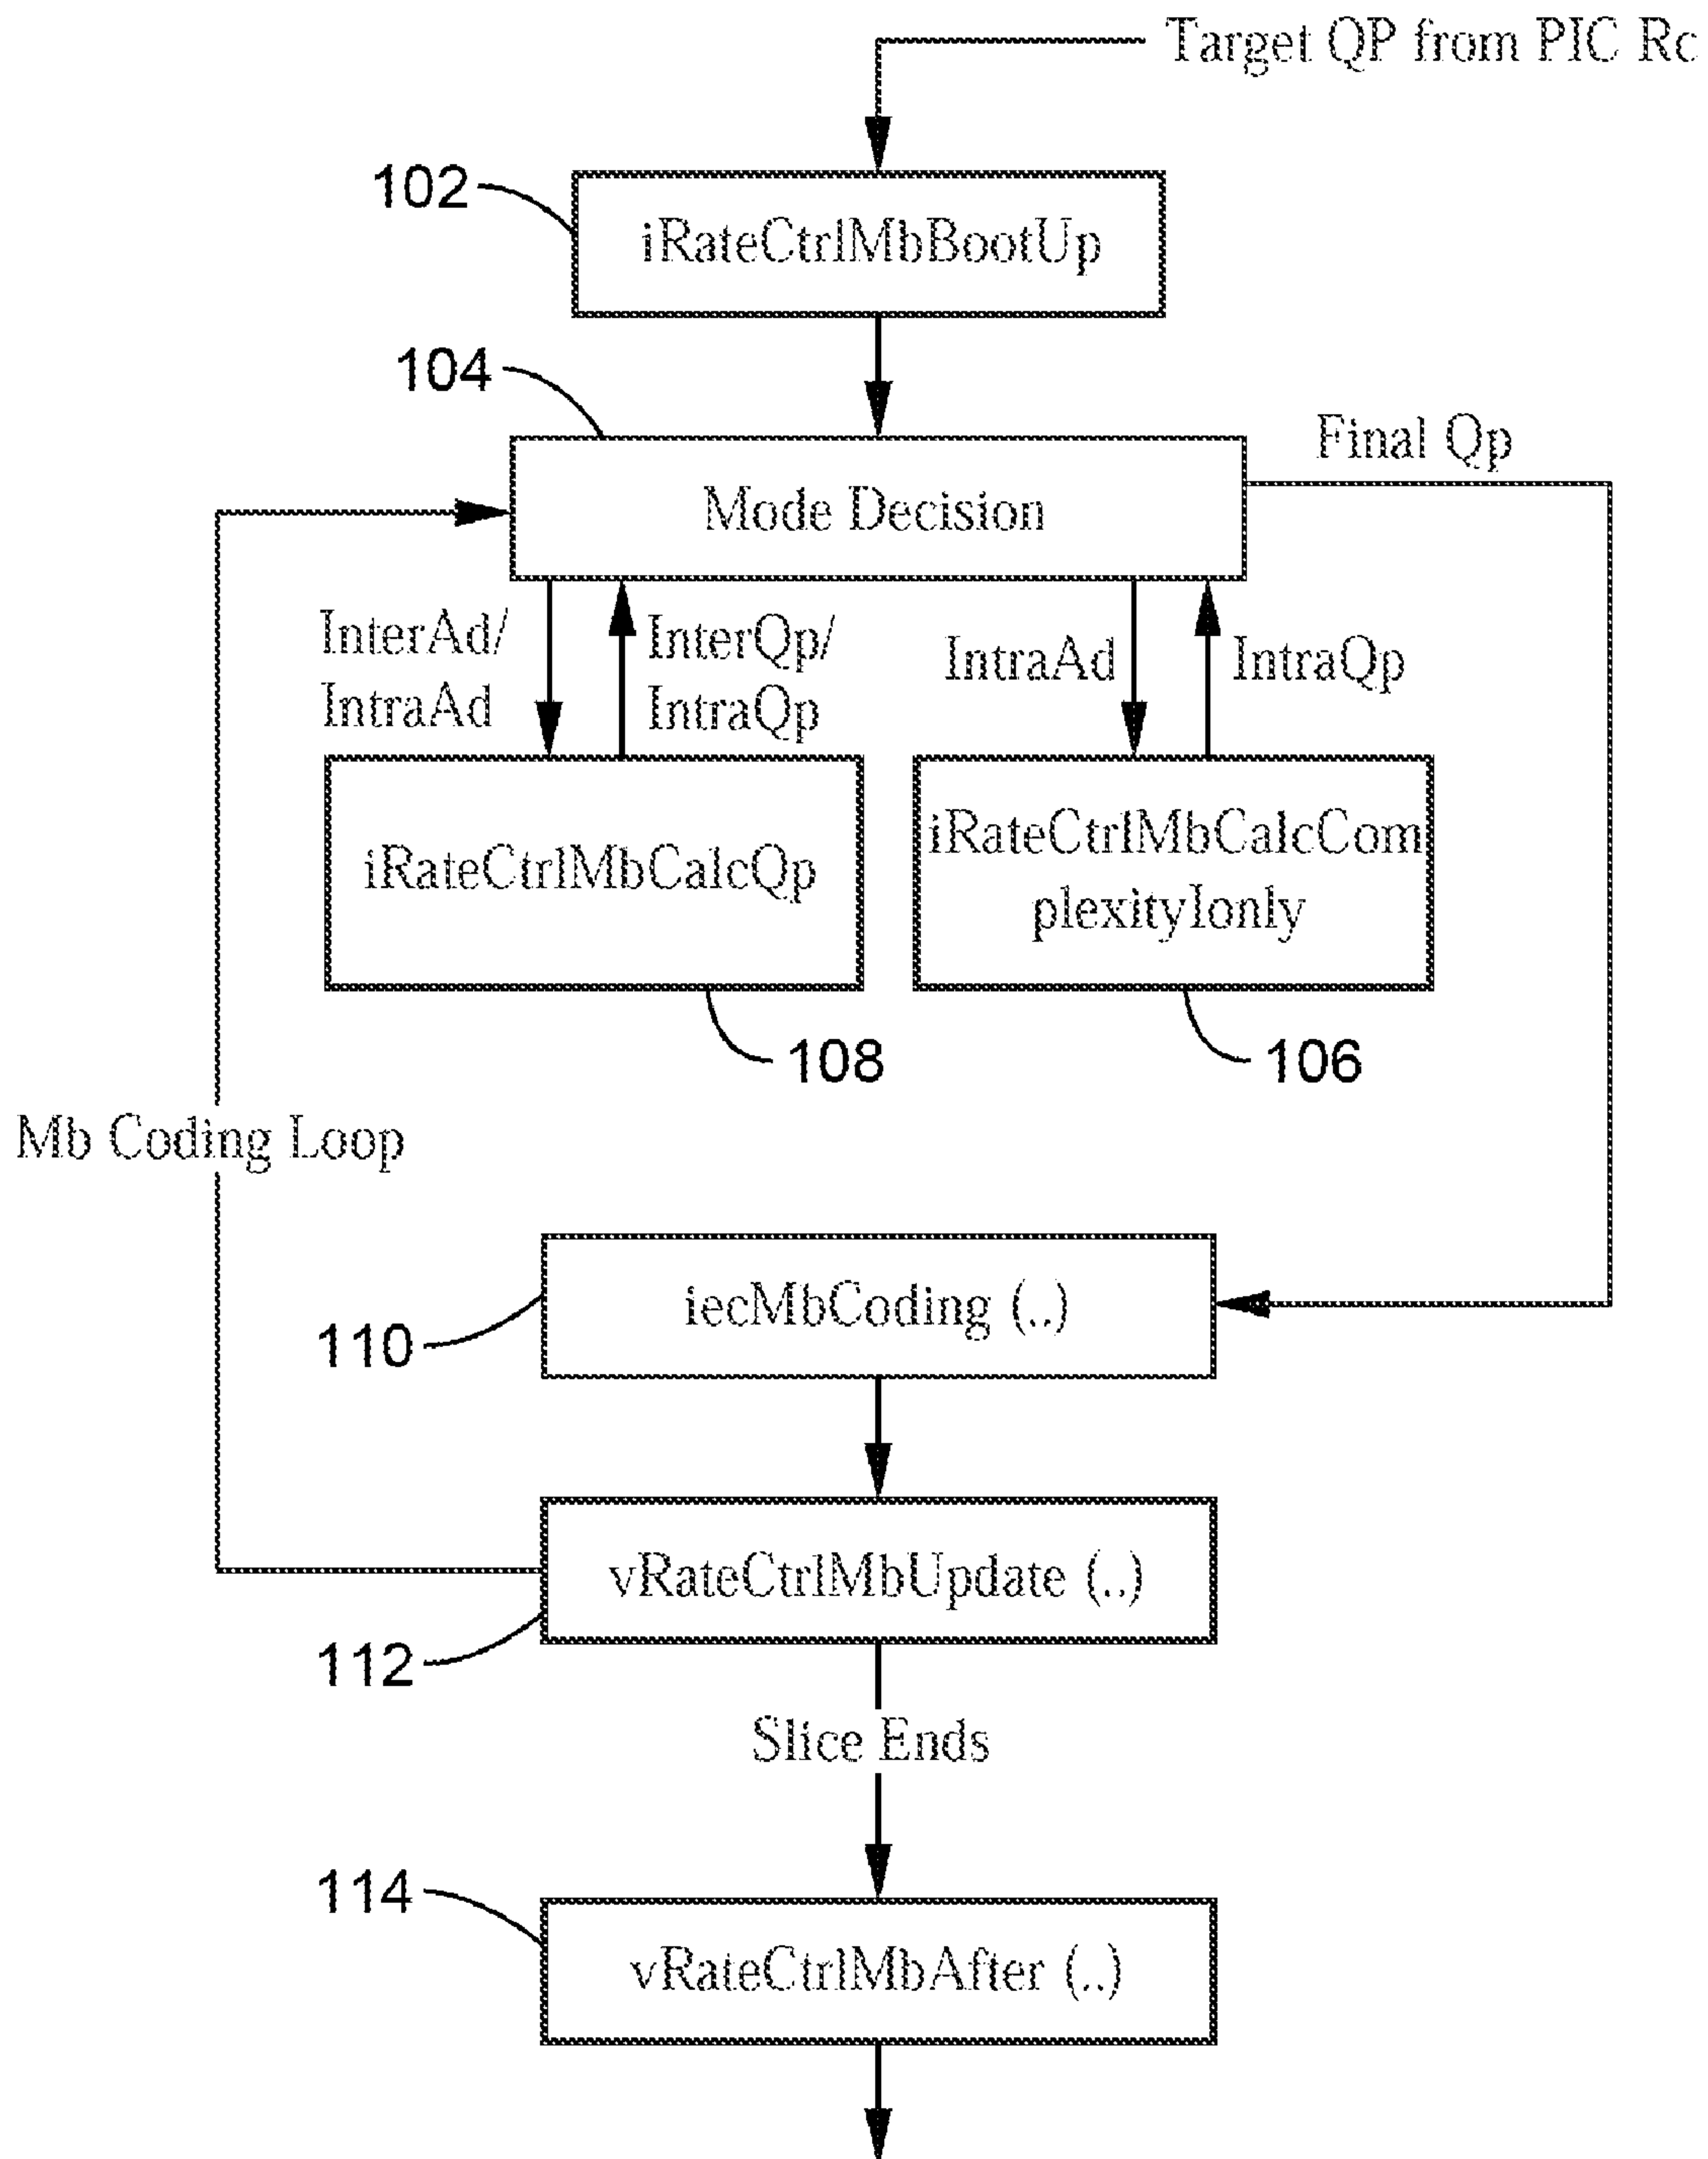 Target QP from PIC Rc
102
iRateCtrlMbBootUp
104
Final Qp
Mode Decision
InterAd/
IntraAd
InterQp/
IntraQp
IntraAd
IntraQp
iRateCtrlMbCalcQp
iRateCtrlMbCalcCom
plexityIonly
108
106
Mb Coding Loop
iecMbCoding (..)
110
vRateCtrlMbUpdate (..)
112
Slice Ends
114
vRateCtrlMbAfter (..)